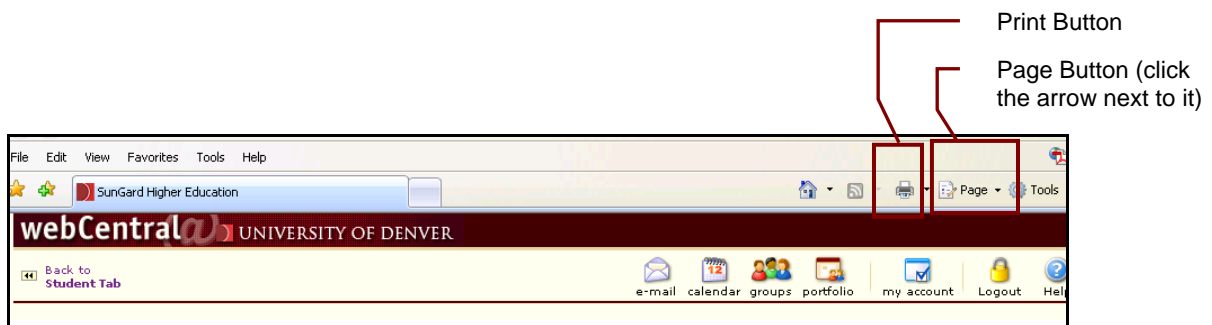 Print Button
Page Button (click
the arrow next to it)
File Edit View Favorites Tools Help
SunGard Higher Education
Page Tools
webCentral@ UNIVERSITY OF DENVER
Back to
Student Tab
12
e-mail calendar groups portfolio my account Logout Help